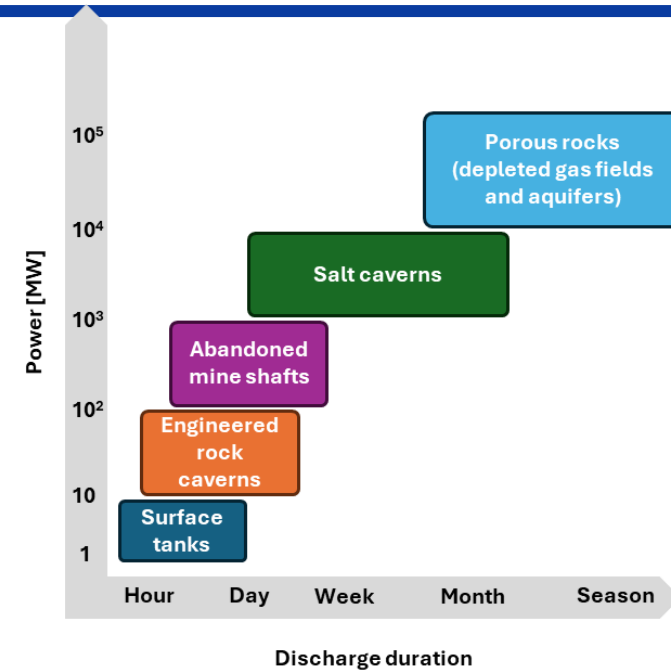 10⁵
Porous rocks
(depleted gas fields
and aquifers)
10⁴
Salt caverns
10³
Power [MW]
Abandoned
mine shafts
10²
Engineered
rock
caverns
10
Surface
tanks
1
Hour Day Week Month Season
Discharge duration